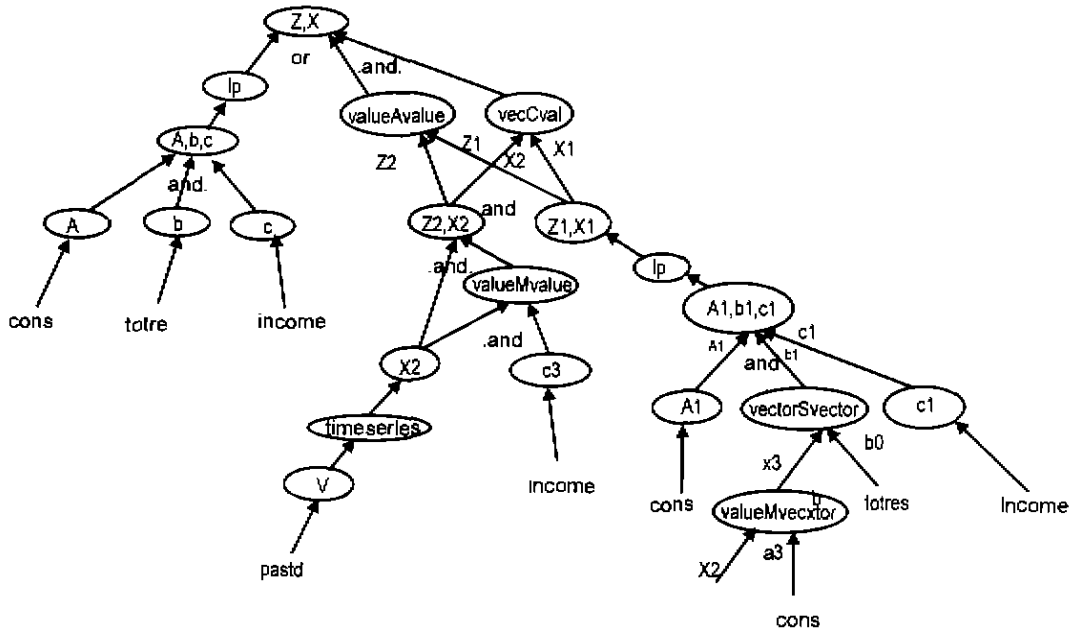 Z,X
or
.and.
lp
valueAvalue
vecCval
A,b,c
Z2
Z1
X2
X1
and.
A
b
c
Z2,X2
and
Z1,X1
.and.
lp
valueMvalue
cons
totre
income
A1,b1,c1
.and
A1
and
b1
c1
X2
c3
A1
vectorSvector
c1
timeseries
b0
x3
V
income
cons
b
totres
Income
valueMvecxtor
pastd
X2
a3
cons